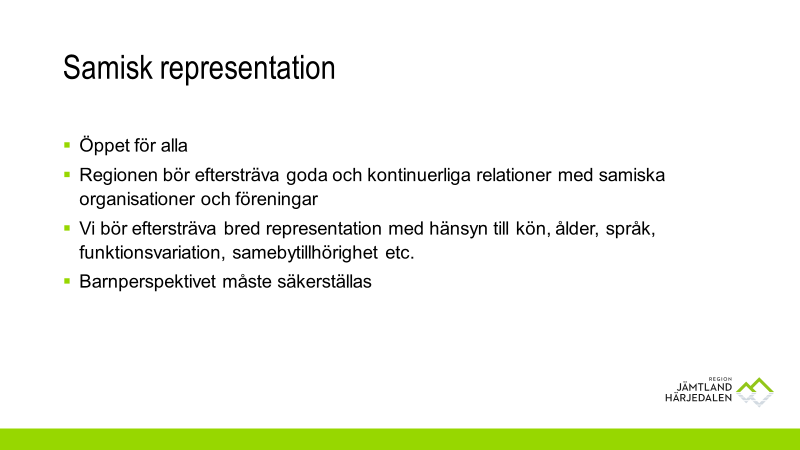 Samisk representation
Öppet för alla
Regionen bör eftersträva goda och kontinuerliga relationer med samiska
organisationer och föreningar
Vi bör eftersträva bred representation med hänsyn till kön, ålder, språk,
funktionsvariation, samebytillhörighet etc.
Barnperspektivet måste säkerställas
REGION
JÄMTLAND
HÄRJEDALEN